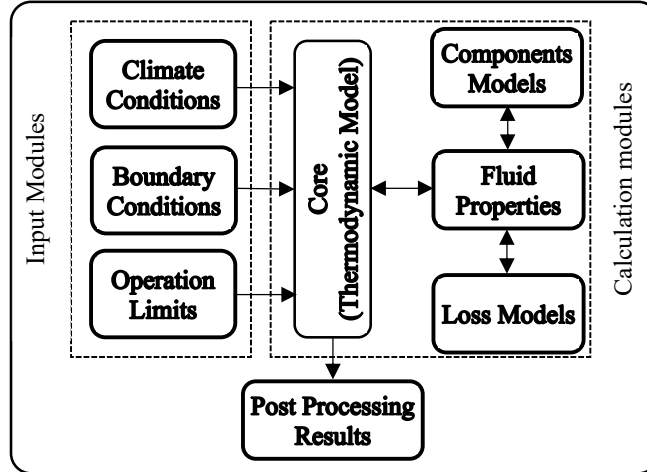 Input Modules
Climate
Conditions
Boundary
Conditions
Operation
Limits
Core
(Thermodynamic Model)
Components
Models
Fluid
Properties
Loss Models
Calculation modules
Post Processing
Results